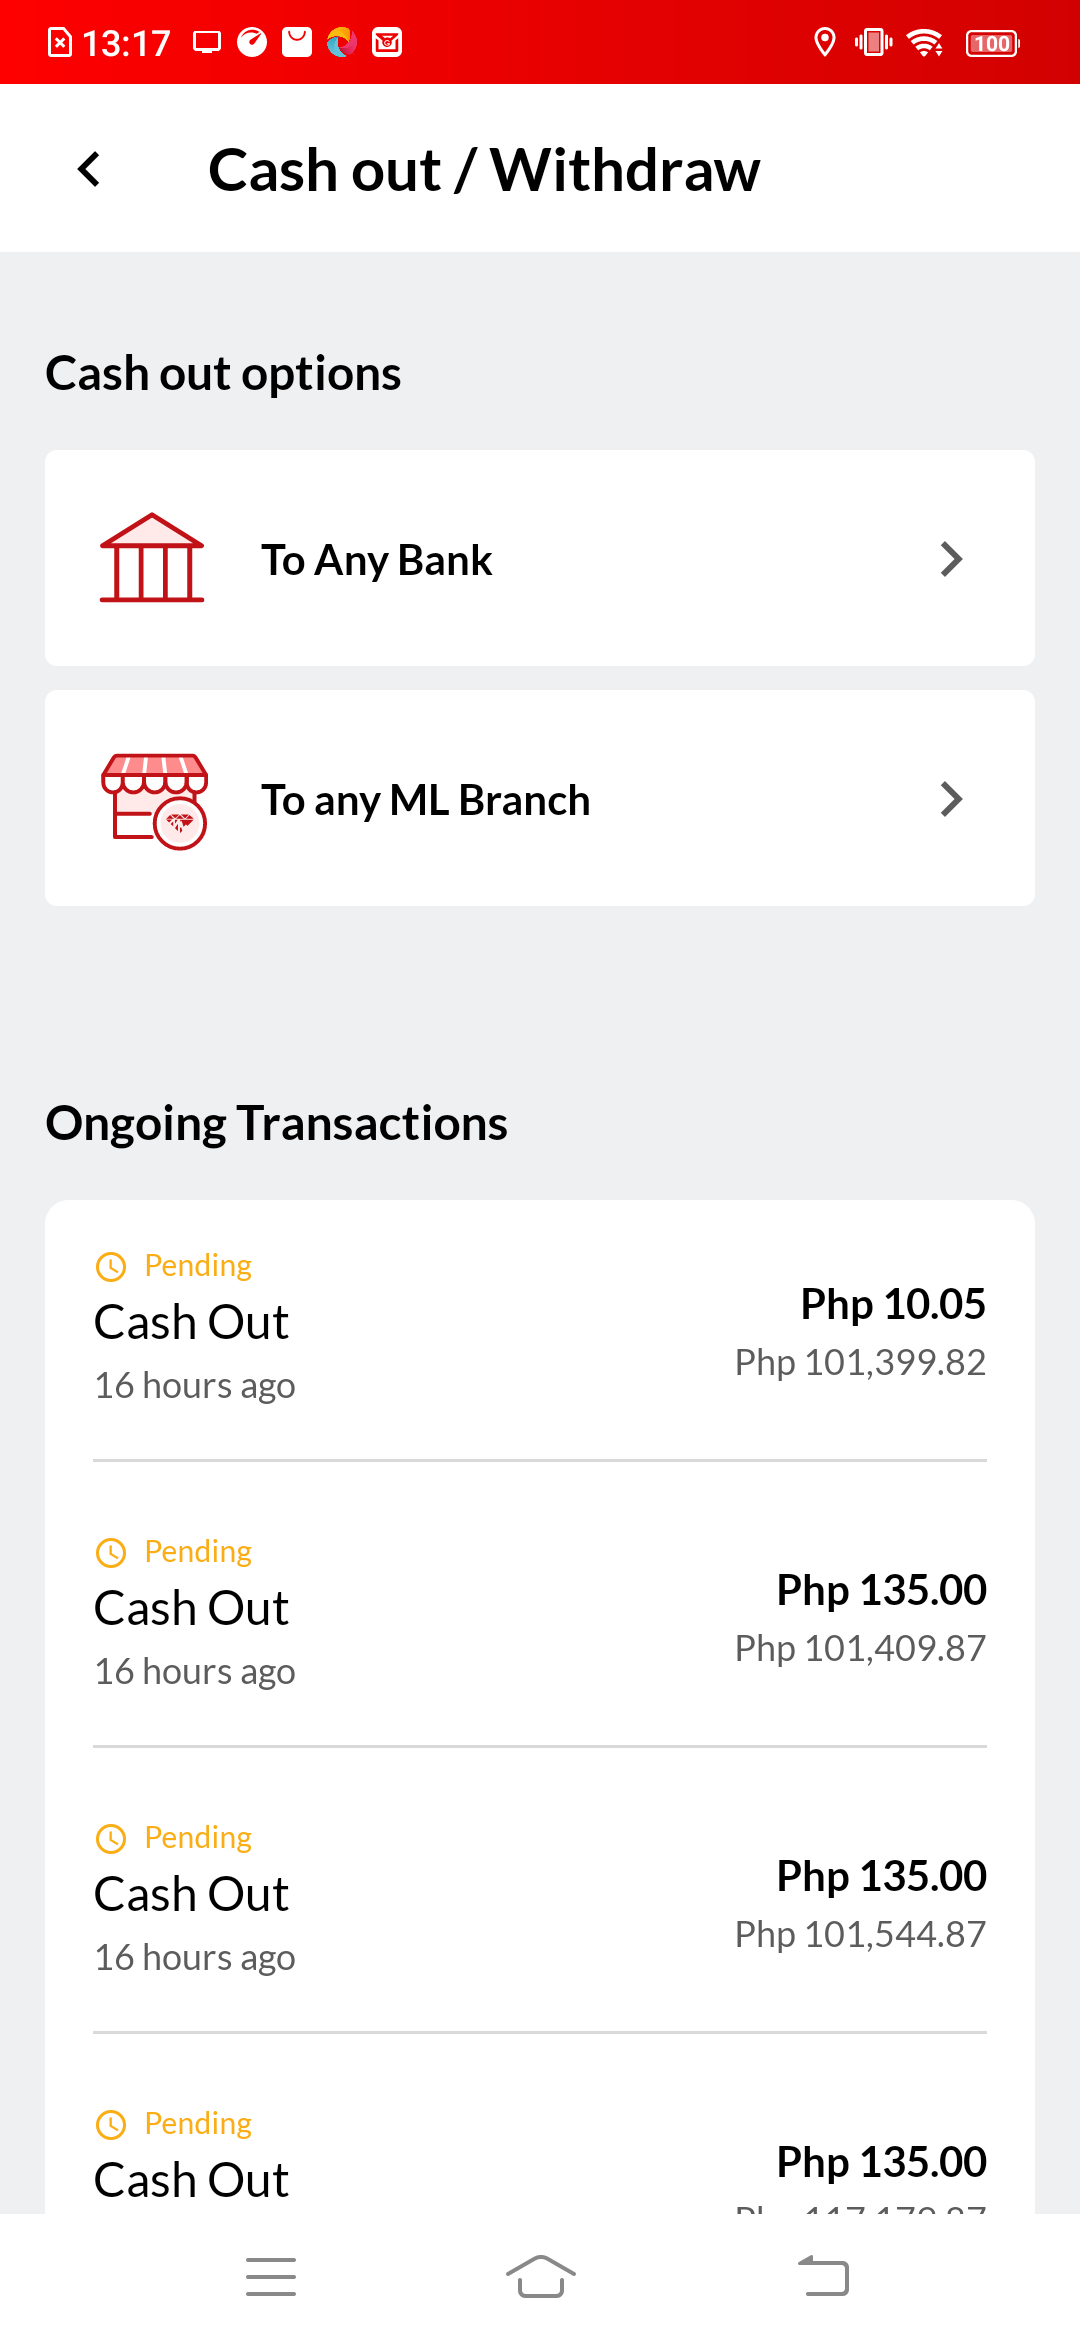 13:17
100
Cash out / Withdraw
Cash out options
To Any Bank
To any ML Branch
Ongoing Transactions
Pending
Cash Out
16 hours ago
Php 10.05
Php 101,399.82
Pending
Cash Out
16 hours ago
Php 135.00
Php 101,409.87
Pending
Cash Out
16 hours ago
Php 135.00
Php 101,544.87
Pending
Cash Out
Php 135.00